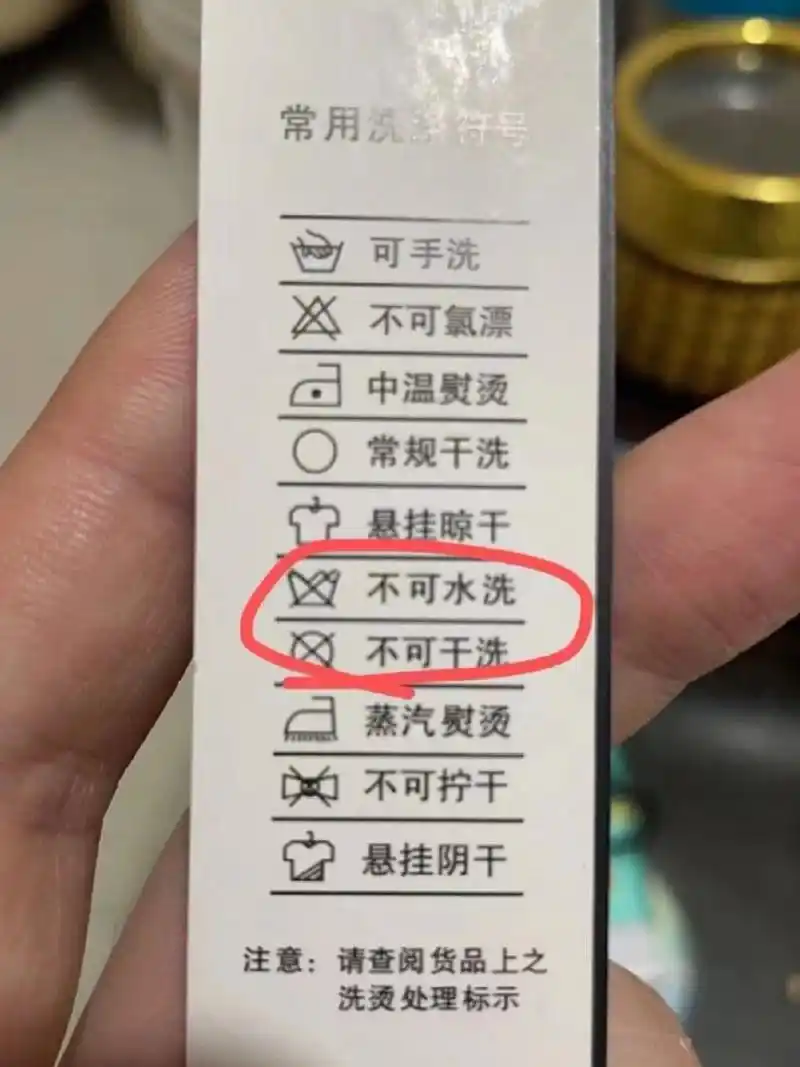 常用洗涤符号
可手洗
不可氯漂
中温熨烫
常规干洗
悬挂晾干
不可水洗
不可干洗
蒸汽熨烫
不可拧干
悬挂阴干
注意：请查阅货品上之
洗烫处理标示